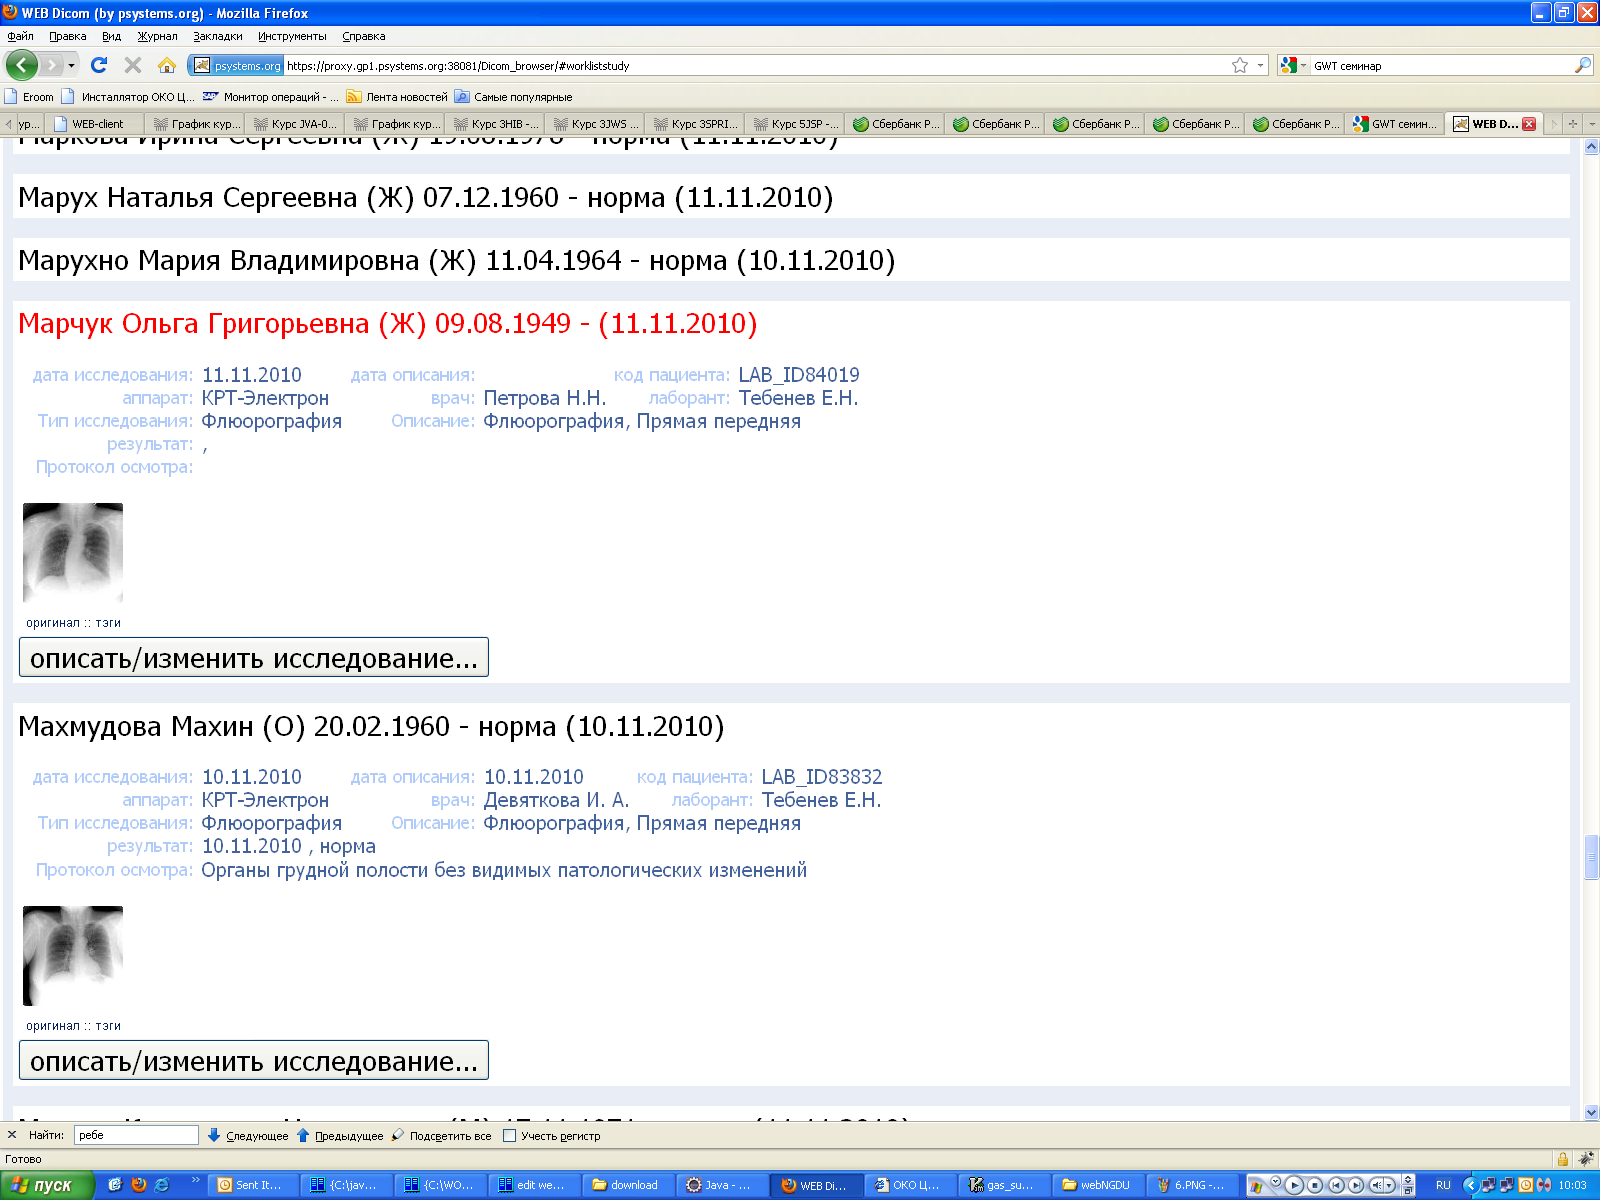 WEB Dicom (by psystems.org) - Mozilla Firefox
Файл Правка Вид Журнал Закладки Инструменты Справка
psystems.org https://proxy.gp1.psystems.org:38081/Dicom_browser/#workliststudy GWT семинар
Eroom Инсталлятор ОКО Ц... Монитор операций - ... Лента новостей Самые популярные
ур... WEB-client График кур... Курс JVA-0... График кур... Курс 3HIB -... Курс 3JWS ... Курс 3SPRI... Курс 5JSP -... Сбербанк Р... Сбербанк Р... Сбербанк Р... Сбербанк Р... Сбербанк Р... GWT семин... WEB D...
Маркова Ирина Сергеевна (Ж) 19.08.1978 - норма (11.11.2010)
Марух Наталья Сергеевна (Ж) 07.12.1960 - норма (11.11.2010)
Марухно Мария Владимировна (Ж) 11.04.1964 - норма (10.11.2010)
Марчук Ольга Григорьевна (Ж) 09.08.1949 - (11.11.2010)
дата исследования: 11.11.2010 дата описания: код пациента: LAB_ID84019
аппарат: КРТ-Электрон врач: Петрова Н.Н. лаборант: Тебенев Е.Н.
Тип исследования: Флюорография Описание: Флюорография, Прямая передняя
результат: ,
Протокол осмотра:
оригинал :: тэги
описать/изменить исследование...
Махмудова Махин (О) 20.02.1960 - норма (10.11.2010)
дата исследования: 10.11.2010 дата описания: 10.11.2010 код пациента: LAB_ID83832
аппарат: КРТ-Электрон врач: Девяткова И. А. лаборант: Тебенев Е.Н.
Тип исследования: Флюорография Описание: Флюорография, Прямая передняя
результат: 10.11.2010 , норма
Протокол осмотра: Органы грудной полости без видимых патологических изменений
оригинал :: тэги
описать/изменить исследование...
Найти: ребе Следующее Предыдущее Подсветить все Учесть регистр
Готово
пуск Sent It... {C:\jav... {C:\WO... edit we... download Java - ... WEB Di... ОКО Ц... gas_su... webNGDU 6.PNG -... RU 10:03